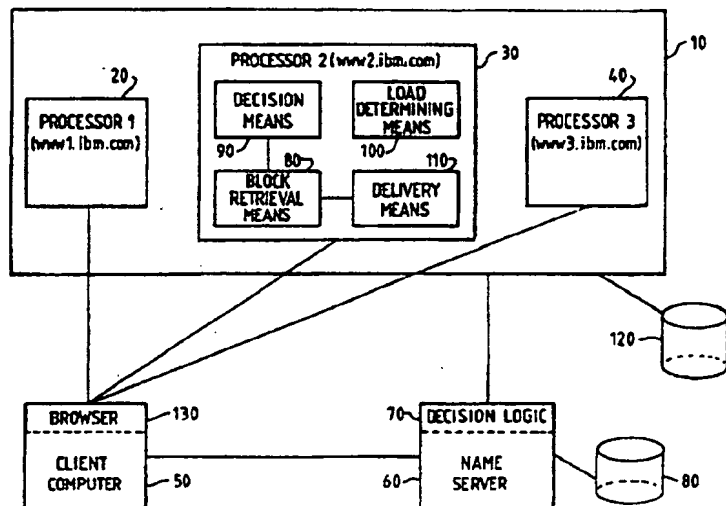 10
PROCESSOR 2 (www2.ibm.com)
30
20
40
PROCESSOR 1
(www1.ibm.com)
DECISION
MEANS
LOAD
DETERMINING
MEANS
PROCESSOR 3
(www3.ibm.com)
90
80
100
110
BLOCK
RETRIEVAL
MEANS
DELIVERY
MEANS
120
BROWSER
130
70
DECISION LOGIC
CLIENT
COMPUTER
50
60
NAME
SERVER
80